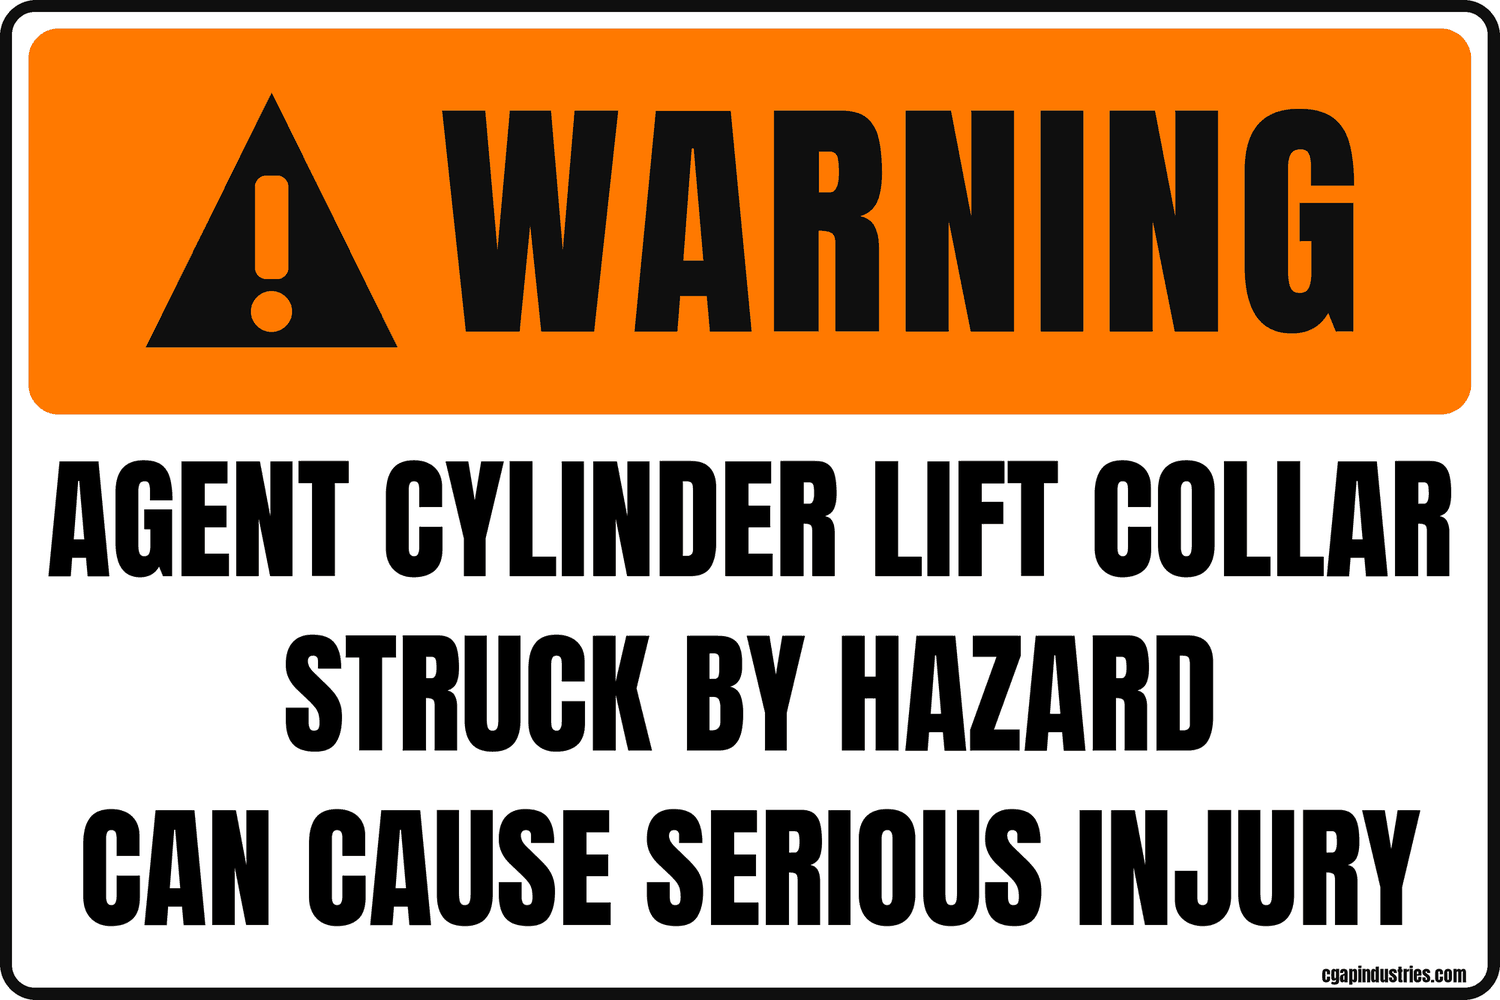 WARNING
AGENT CYLINDER LIFT COLLAR
STRUCK BY HAZARD
CAN CAUSE SERIOUS INJURY
cgapindustries.com